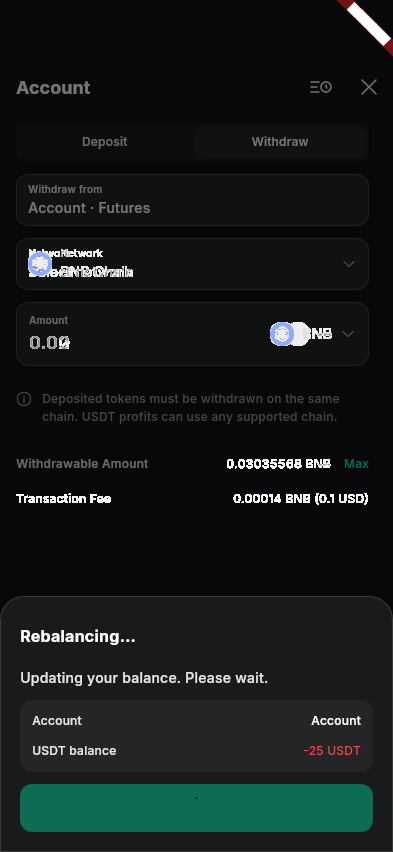 Account
Deposit
Withdraw
Withdraw from
Account · Futures
Network
Amount
0.00
BNB
Deposited tokens must be withdrawn on the same
chain. USDT profits can use any supported chain.
Withdrawable Amount
BNB
Max
Transaction Fee
0.00014 BNB (0.1 USD)
Rebalancing...
Updating your balance. Please wait.
Account
Account
USDT balance
-25 USDT